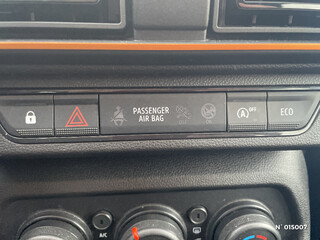 PASSENGER
AIR BAG
OFF
ECO
A/C
N°015007